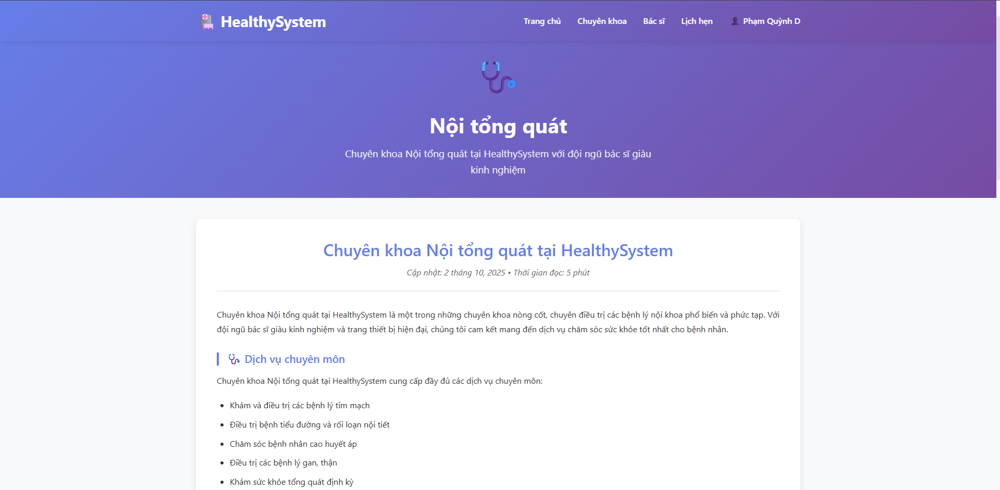 HealthySystem
Trang chủ
Chuyên khoa
Bác sĩ
Lịch hẹn
Phạm Quỳnh D
Nội tổng quát
Chuyên khoa Nội tổng quát tại HealthySystem với đội ngũ bác sĩ giàu
kinh nghiệm
Chuyên khoa Nội tổng quát tại HealthySystem
Cập nhật: 2 tháng 10, 2025 • Thời gian đọc: 5 phút
Chuyên khoa Nội tổng quát tại HealthySystem là một trong những chuyên khoa nòng cốt, chuyên điều trị các bệnh lý nội khoa phổ biến và phức tạp. Với
đội ngũ bác sĩ giàu kinh nghiệm và trang thiết bị hiện đại, chúng tôi cam kết mang đến dịch vụ chăm sóc sức khỏe tốt nhất cho bệnh nhân.
Dịch vụ chuyên môn
Chuyên khoa Nội tổng quát tại HealthySystem cung cấp đầy đủ các dịch vụ chuyên môn:
• Khám và điều trị các bệnh lý tim mạch
• Điều trị bệnh tiểu đường và rối loạn nội tiết
• Chăm sóc bệnh nhân cao huyết áp
• Điều trị các bệnh lý gan, thận
• Khám sức khỏe tổng quát định kỳ